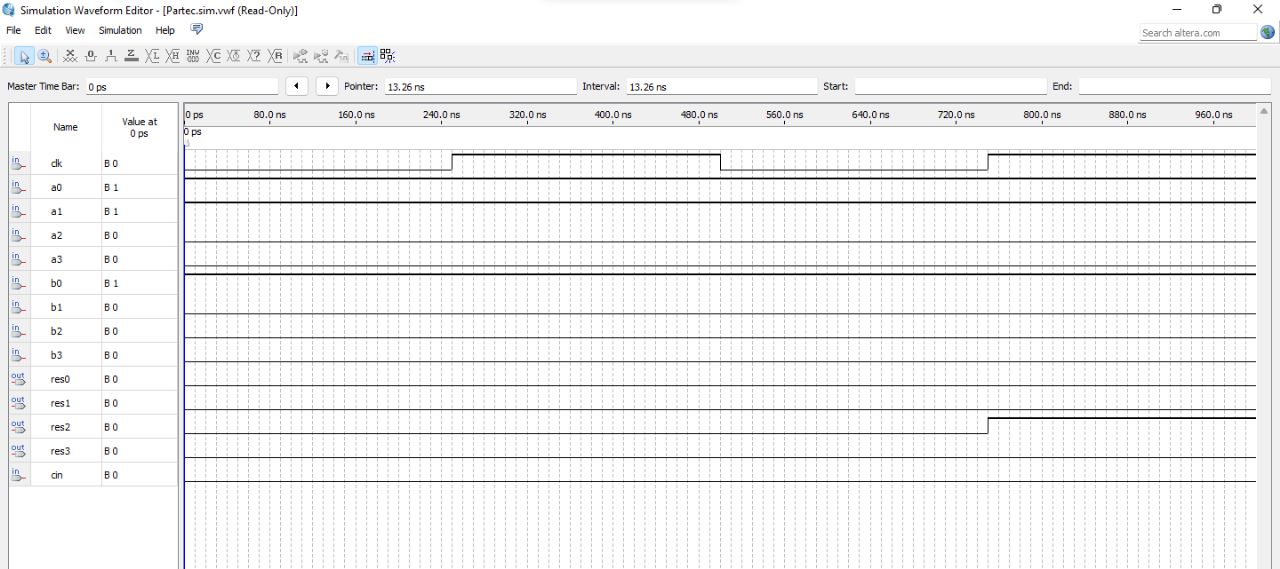 Simulation Waveform Editor - [Partec.sim.vwf (Read-Only)]
File Edit View Simulation Help
Search altera.com
Master Time Bar: 0 ps Pointer: 13.26 ns Interval: 13.26 ns Start: End:
Name Value at 0 ps
0 ps 80.0 ns 160.0 ns 240.0 ns 320.0 ns 400.0 ns 480.0 ns 560.0 ns 640.0 ns 720.0 ns 800.0 ns 880.0 ns 960.0 ns
0 ps
in clk B 0
in a0 B 1
in a1 B 1
in a2 B 0
in a3 B 0
in b0 B 1
in b1 B 0
in b2 B 0
in b3 B 0
out res0 B 0
out res1 B 0
out res2 B 0
out res3 B 0
in cin B 0